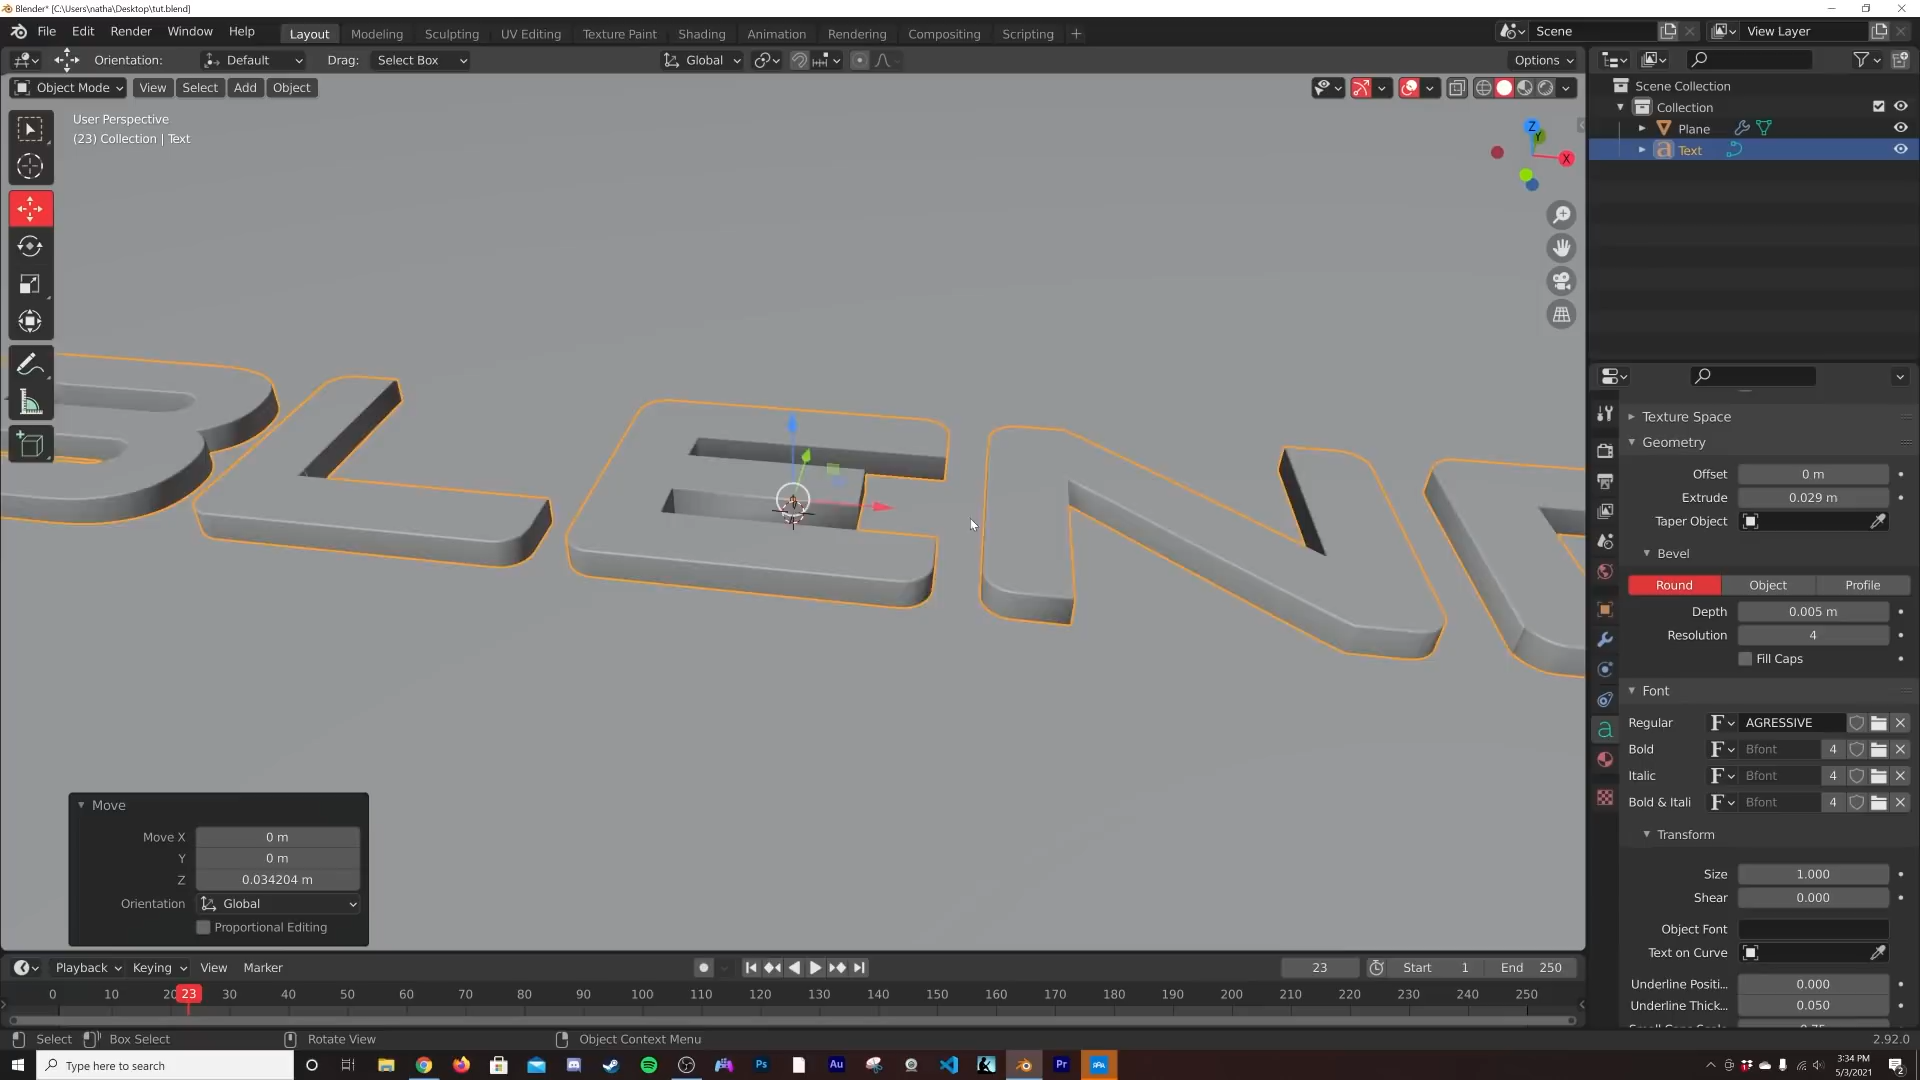 Blender* [C:\Users\natha\Desktop\tut.blend]
File Edit Render Window Help Layout Modeling Sculpting UV Editing Texture Paint Shading Animation Rendering Compositing Scripting + Scene View Layer
Orientation: Default Drag: Select Box Global Options
Object Mode View Select Add Object
User Perspective
(23) Collection | Text
Z
Y
X
BLEN
Scene Collection
Collection
Plane
Text
Texture Space
Geometry
Offset 0 m
Extrude 0.029 m
Taper Object
Bevel
Round Object Profile
Depth 0.005 m
Resolution 4
Fill Caps
Font
Regular F AGRESSIVE
Bold F Bfont 4
Italic F Bfont 4
Bold & Itali F Bfont 4
Transform
Size 1.000
Shear 0.000
Object Font
Text on Curve
Underline Positi... 0.000
Underline Thick... 0.050
Move
Move X 0 m
Y 0 m
Z 0.034204 m
Orientation Global
Proportional Editing
Playback Keying View Marker 23 Start 1 End 250
0 10 20 23 30 40 50 60 70 80 90 100 110 120 130 140 150 160 170 180 190 200 210 220 230 240 250
Select Box Select Rotate View Object Context Menu 2.92.0
Type here to search Ps Au Pr
3:34 PM
5/3/2021
2